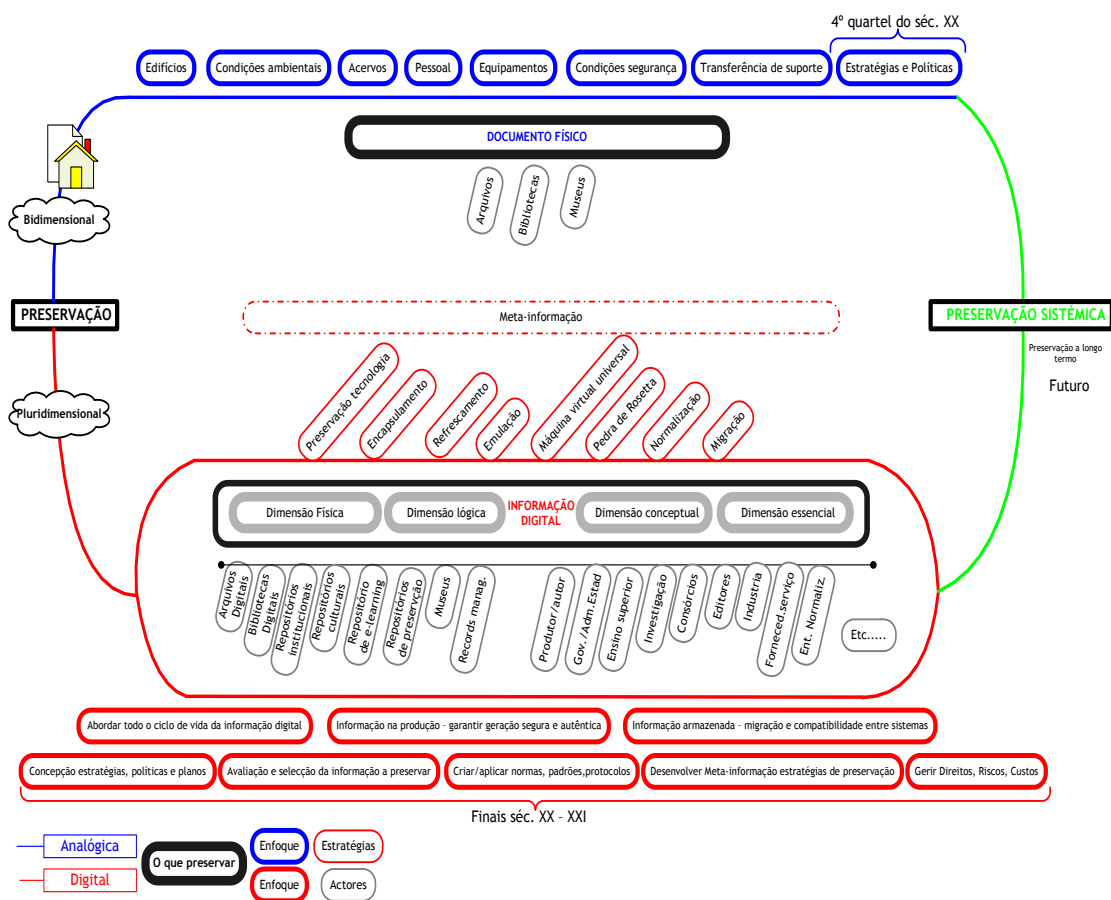 4º quartel do séc. XX
Edifícios
Condições ambientais
Acervos
Pessoal
Equipamentos
Condições segurança
Transferência de suporte
Estratégias e Políticas
DOCUMENTO FÍSICO
Arquivos
Bibliotecas
Museus
Bidimensional
PRESERVAÇÃO
Meta-informação
PRESERVAÇÃO SISTÉMICA
Preservação a longo
termo
Futuro
Pluridimensional
Preservação tecnologia
Encapsulamento
Refrescamento
Emulação
Máquina virtual universal
Pedra de Rosetta
Normalização
Migração
Dimensão Física
Dimensão lógica
INFORMAÇÃO
DIGITAL
Dimensão conceptual
Dimensão essencial
Arquivos
Digitais
Bibliotecas
Digitais
Repositórios
institucionais
Repositórios
culturais
Repositório
de e-learning
Repositórios
de preservção
Museus
Records manag.
Produtor/autor
Gov./Adm.Estad
Ensino superior
Investigação
Consórcios
Editores
Industria
Forneced.serviço
Ent. Normaliz.
Etc.....
Abordar todo o ciclo de vida da informação digital
Informação na produção - garantir geração segura e autêntica
Informação armazenada - migração e compatibilidade entre sistemas
Concepção estratégias, políticas e planos
Avaliação e selecção da informação a preservar
Criar/aplicar normas, padrões,protocolos
Desenvolver Meta-informação estratégias de preservação
Gerir Direitos, Riscos, Custos
Finais séc. XX - XXI
Analógica
Digital
O que preservar
Enfoque
Estratégias
Enfoque
Actores